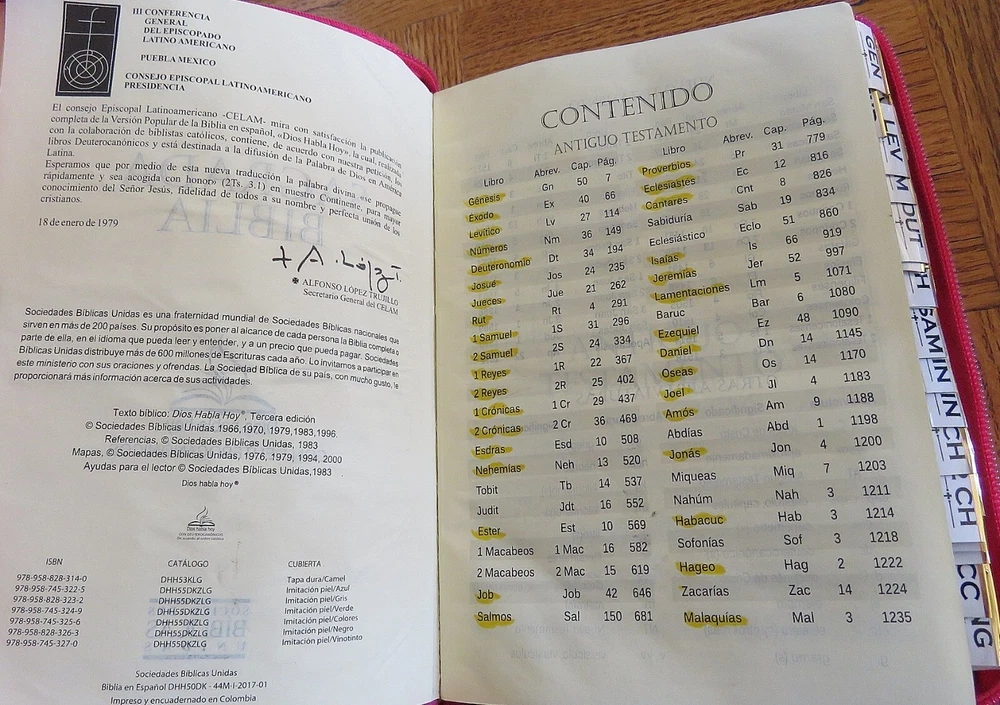 III CONFERENCIA
GENERAL
DEL EPISCOPADO
LATINO AMERICANO
PUEBLA MEXICO
CONSEJO EPISCOPAL LATINOAMERICANO
PRESIDENCIA
El consejo Episcopal Latinoamericano -CELAM- mira con satisfacción la publicación
completa de la Versión Popular de la Biblia en español, «Dios Habla Hoy», la cual, realizada
con la colaboración de biblistas católicos, contiene, de acuerdo con nuestra petición, los
libros Deuterocanónicos y está destinada a la difusión de la Palabra de Dios en América
Latina.
Esperamos que por medio de esta nueva traducción la palabra divina «se propague
rápidamente y sea acogida con honor» (2Ts. 3.1) en nuestro Continente, para mayor
conocimiento del Señor Jesús, fidelidad de todos a su nombre y perfecta unión de los
cristianos.
18 de enero de 1979
+ A. López T.
ALFONSO LÓPEZ TRUJILLO
Secretario General del CELAM
Sociedades Bíblicas Unidas es una fraternidad mundial de Sociedades Bíblicas nacionales que
sirven en más de 200 países. Su propósito es poner al alcance de cada persona la Biblia completa o
parte de ella, en el idioma que pueda leer y entender, y a un precio que pueda pagar. Sociedades
Bíblicas Unidas distribuye más de 600 millones de Escrituras cada año. Lo invitamos a participar en
este ministerio con sus oraciones y ofrendas. La Sociedad Bíblica de su país, con mucho gusto, le
proporcionará más información acerca de sus actividades.
Texto bíblico: Dios Habla Hoy®, Tercera edición
© Sociedades Bíblicas Unidas 1966,1970, 1979,1983,1996.
Referencias, © Sociedades Bíblicas Unidas, 1983
Mapas, © Sociedades Bíblicas Unidas, 1976, 1979, 1994, 2000
Ayudas para el lector © Sociedades Bíblicas Unidas,1983
Dios habla hoy®
Dios Habla hoy
ISBN CATÁLOGO CUBIERTA
978-958-828-314-0 DHH53KLG Tapa dura/Camel
978-958-745-322-5 DHH55DKZLG Imitación piel/Azul
978-958-745-323-2 DHH55DKZLG Imitación piel/Gris
978-958-745-324-9 DHH55DKZLG Imitación piel/Verde
978-958-745-325-6 DHH55DKZLG Imitación piel/Colores
978-958-828-326-3 DHH55DKZLG Imitación piel/Negro
978-958-745-327-0 DHH55DKZLG Imitación piel/Vinotinto
Sociedades Bíblicas Unidas
Biblia en Español DHH50DK - 44M-I-2017-01
Impreso y encuadernado en Colombia
CONTENIDO
ANTIGUO TESTAMENTO
Libro Abrev. Cap. Pág.
Génesis Gn 50 7
Éxodo Ex 40 66
Levítico Lv 27 114
Números Nm 36 149
Deuteronomio Dt 34 194
Josué Jos 24 235
Jueces Jue 21 262
Rut Rt 4 291
1 Samuel 1S 31 296
2 Samuel 2S 24 334
1 Reyes 1R 22 367
2 Reyes 2R 25 402
1 Crónicas 1 Cr 29 437
2 Crónicas 2 Cr 36 469
Esdras Esd 10 508
Nehemías Neh 13 520
Tobit Tb 14 537
Judit Jdt 16 552
Ester Est 10 569
1 Macabeos 1 Mac 16 582
2 Macabeos 2 Mac 15 619
Job Job 42 646
Salmos Sal 150 681
Libro Abrev. Cap. Pág.
Proverbios Pr 31 779
Eclesiastes Ec 12 816
Cantares Cnt 8 826
Sabiduría Sab 19 834
Eclesiástico Eclo 51 860
Isaías Is 66 919
Jeremías Jer 52 997
Lamentaciones Lm 5 1071
Baruc Bar 6 1080
Ezequiel Ez 48 1090
Daniel Dn 14 1145
Oseas Os 14 1170
Joel Jl 4 1183
Amós Am 9 1188
Abdías Abd 1 1198
Jonás Jon 4 1200
Miqueas Miq 7 1203
Nahúm Nah 3 1211
Habacuc Hab 3 1214
Sofonías Sof 3 1218
Hageo Hag 2 1222
Zacarías Zac 14 1224
Malaquías Mal 3 1235
GEN
LEV
DUT